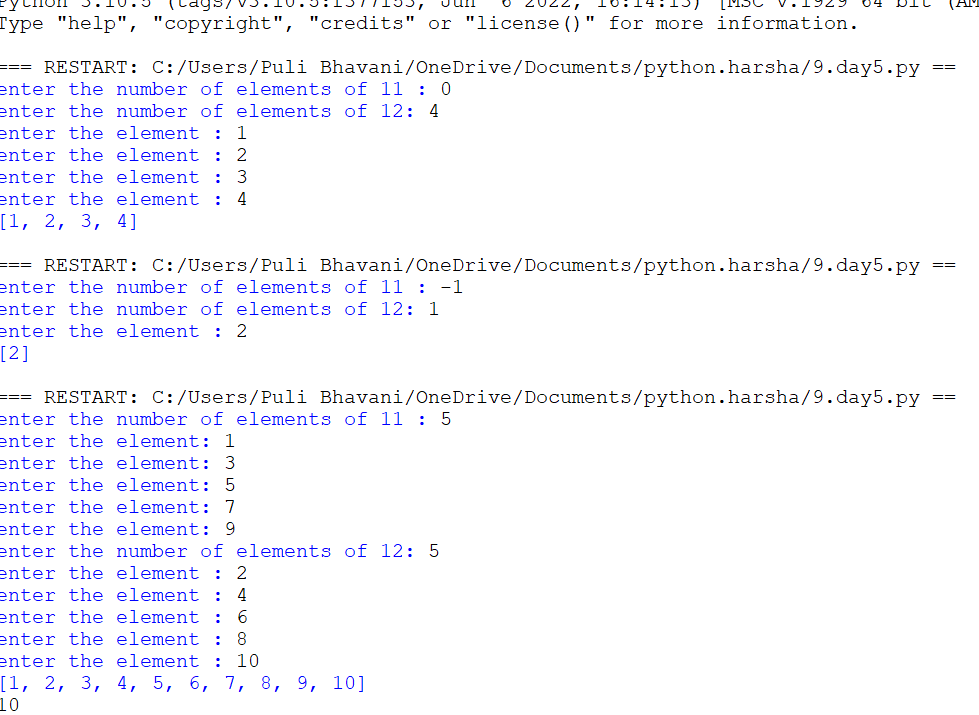 Python 3.10.5 (tags/v3.10.5:f377153, Jun  6 2022, 16:14:13) [MSC v.1929 64 bit (AM
Type "help", "copyright", "credits" or "license()" for more information.
=== RESTART: C:/Users/Puli Bhavani/OneDrive/Documents/python.harsha/9.day5.py ==
enter the number of elements of l1 : 0
enter the number of elements of l2: 4
enter the element : 1
enter the element : 2
enter the element : 3
enter the element : 4
[1, 2, 3, 4]
=== RESTART: C:/Users/Puli Bhavani/OneDrive/Documents/python.harsha/9.day5.py ==
enter the number of elements of l1 : -1
enter the number of elements of l2: 1
enter the element : 2
[2]
=== RESTART: C:/Users/Puli Bhavani/OneDrive/Documents/python.harsha/9.day5.py ==
enter the number of elements of l1 : 5
enter the element: 1
enter the element: 3
enter the element: 5
enter the element: 7
enter the element: 9
enter the number of elements of l2: 5
enter the element : 2
enter the element : 4
enter the element : 6
enter the element : 8
enter the element : 10
[1, 2, 3, 4, 5, 6, 7, 8, 9, 10]
10